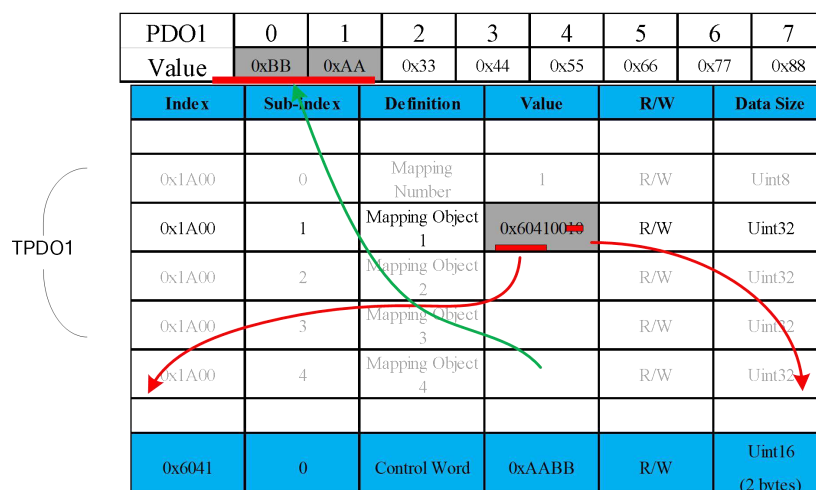 PDO1 0 1 2 3 4 5 6 7
Value 0xBB 0xAA 0x33 0x44 0x55 0x66 0x77 0x88
Index Sub-index Definition Value R/W Data Size
0x1A00 0 Mapping Number 1 R/W Uint8
0x1A00 1 Mapping Object 1 0x60410010 R/W Uint32
TPDO1
0x1A00 2 Mapping Object 2 R/W Uint32
0x1A00 3 Mapping Object 3 R/W Uint32
0x1A00 4 Mapping Object 4 R/W Uint32
0x6041 0 Control Word 0xAABB R/W Uint16
(2 bytes)